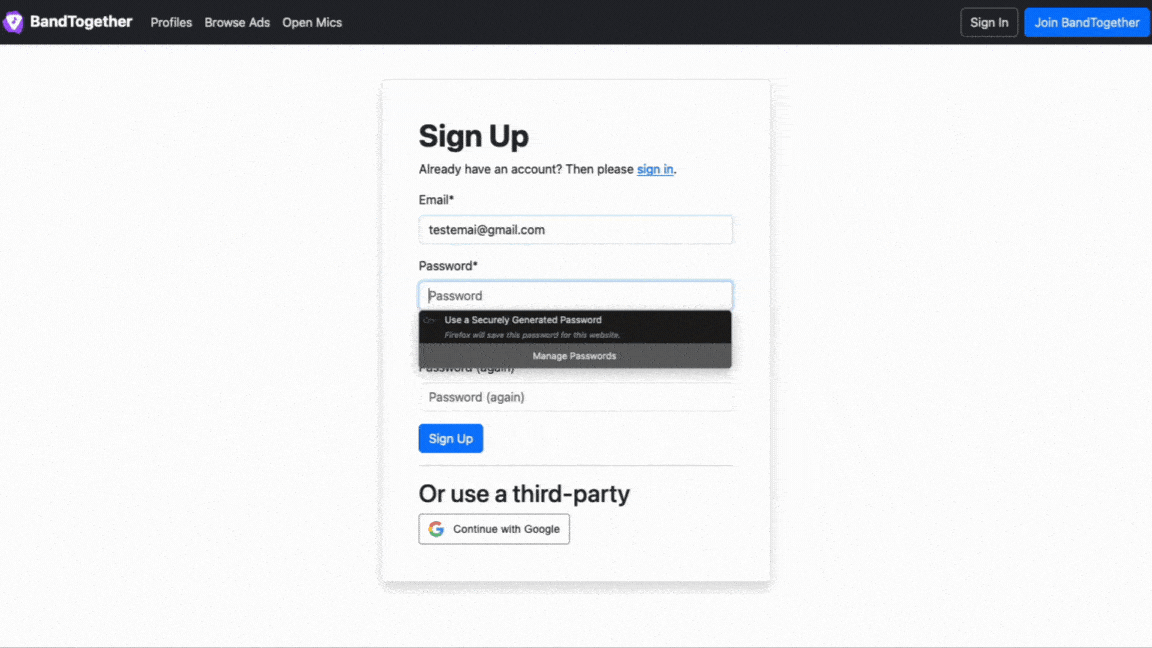 BandTogether Profiles Browse Ads Open Mics Sign In Join BandTogether
Sign Up
Already have an account? Then please sign in.
Email*
testemai@gmail.com
Password*
Password
Use a Securely Generated Password
Firefox will save this password for this website.
Manage Passwords
Password (again)
Password (again)
Sign Up
Or use a third-party
Continue with Google